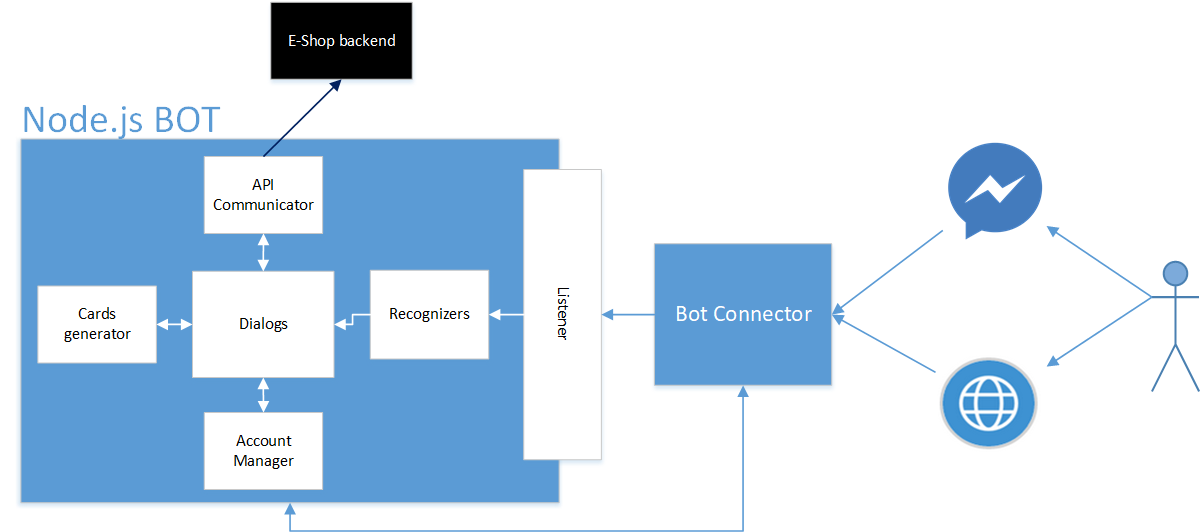 E-Shop backend
Node.js BOT
API
Communicator
Cards
generator
Dialogs
Recognizers
Listener
Bot Connector
Account
Manager